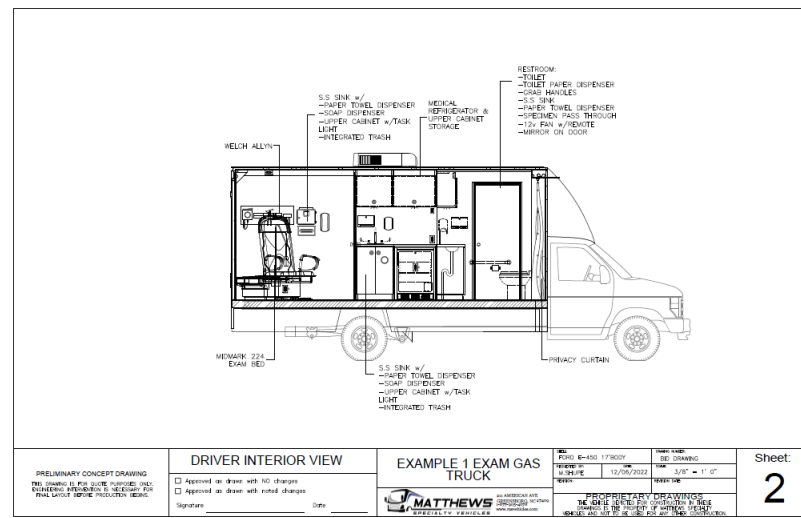 RESTROOM:
-TOILET
-TOILET PAPER DISPENSER
-GRAB HANDLES
-S.S SINK
-PAPER TOWEL DISPENSER
-SPECIMEN PASS THROUGH
-12v FAN w/REMOTE
-MIRROR ON DOOR
S.S SINK w/
-PAPER TOWEL DISPENSER
-SOAP DISPENSER
-UPPER CABINET w/TASK
LIGHT
-INTEGRATED TRASH
MEDICAL
REFRIGERATOR &
UPPER CABINET
STORAGE
WELCH ALLYN
MIDMARK 224
EXAM BED
PRIVACY CURTAIN
S.S SINK w/
-PAPER TOWEL DISPENSER
-SOAP DISPENSER
-UPPER CABINET w/TASK
LIGHT
-INTEGRATED TRASH
PRELIMINARY CONCEPT DRAWING
THIS DRAWING IS FOR QUOTE PURPOSES ONLY.
ENGINEERING INTERVENTION IS NECESSARY FOR
FINAL LAYOUT BEFORE PRODUCTION BEGINS.
DRIVER INTERIOR VIEW
Approved as drawn with NO changes
Approved as drawn with noted changes
Signature
Date
EXAMPLE 1 EXAM GAS
TRUCK
MATTHEWS
SPECIALTY VEHICLES
FORD E-450 17'BODY
BID DRAWING
M.SHUPE
12/06/2022
3/8" = 1' 0"
REVISION
REVISION DATE
PROPRIETARY DRAWINGS
THE VEHICLE DEPICTED FOR CONSTRUCTION IN THESE
DRAWINGS IS THE PROPERTY OF MATTHEWS SPECIALTY
VEHICLES AND NOT TO BE USED FOR ANY OTHER CONSTRUCTION.
Sheet:
2